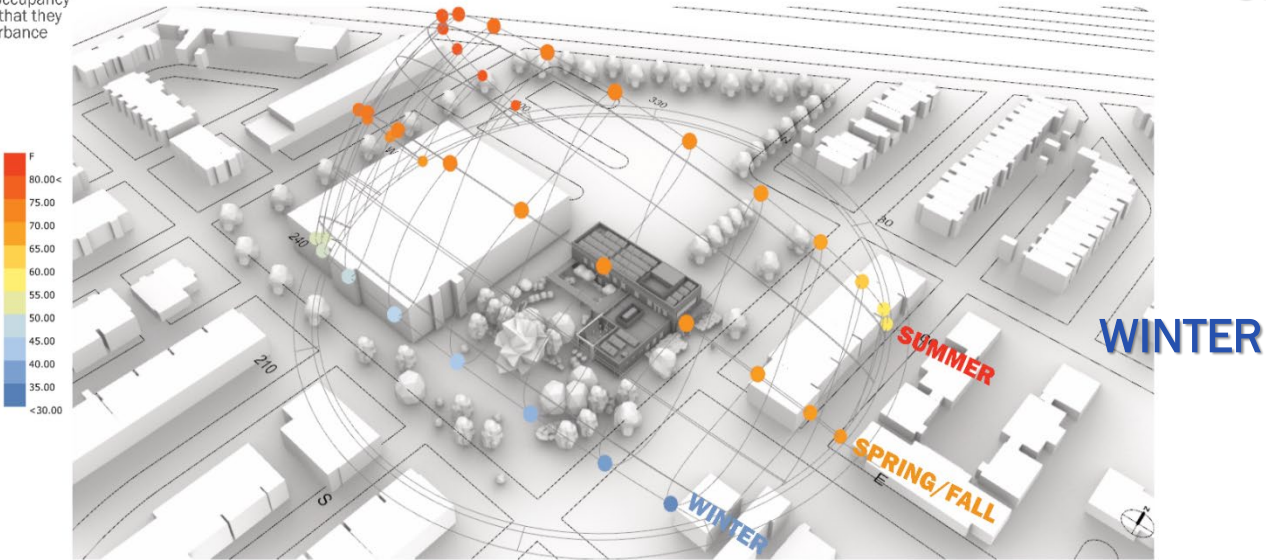 that they
rbance
F
80.00<
75.00
70.00
65.00
60.00
55.00
50.00
45.00
40.00
35.00
<30.00
330
W
240
210
S
E
N
SUMMER
SPRING/FALL
WINTER
WINTER